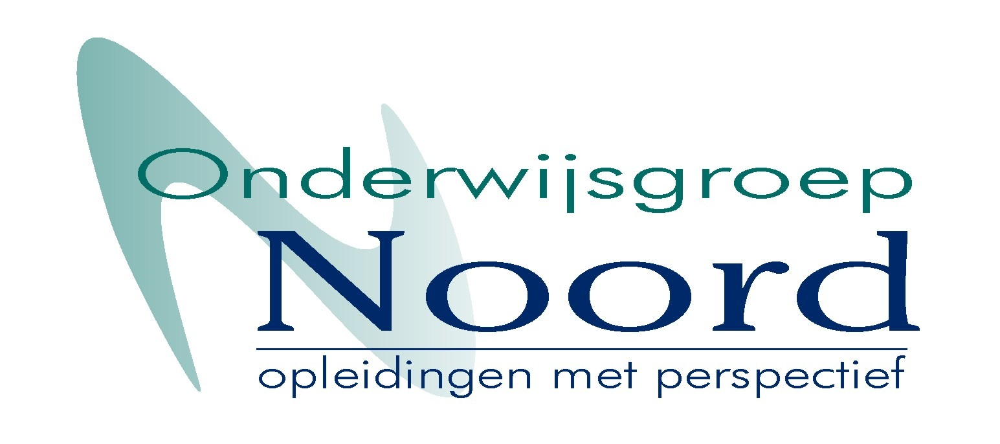 Onderwijsgroep
Noord
opleidingen met perspectief